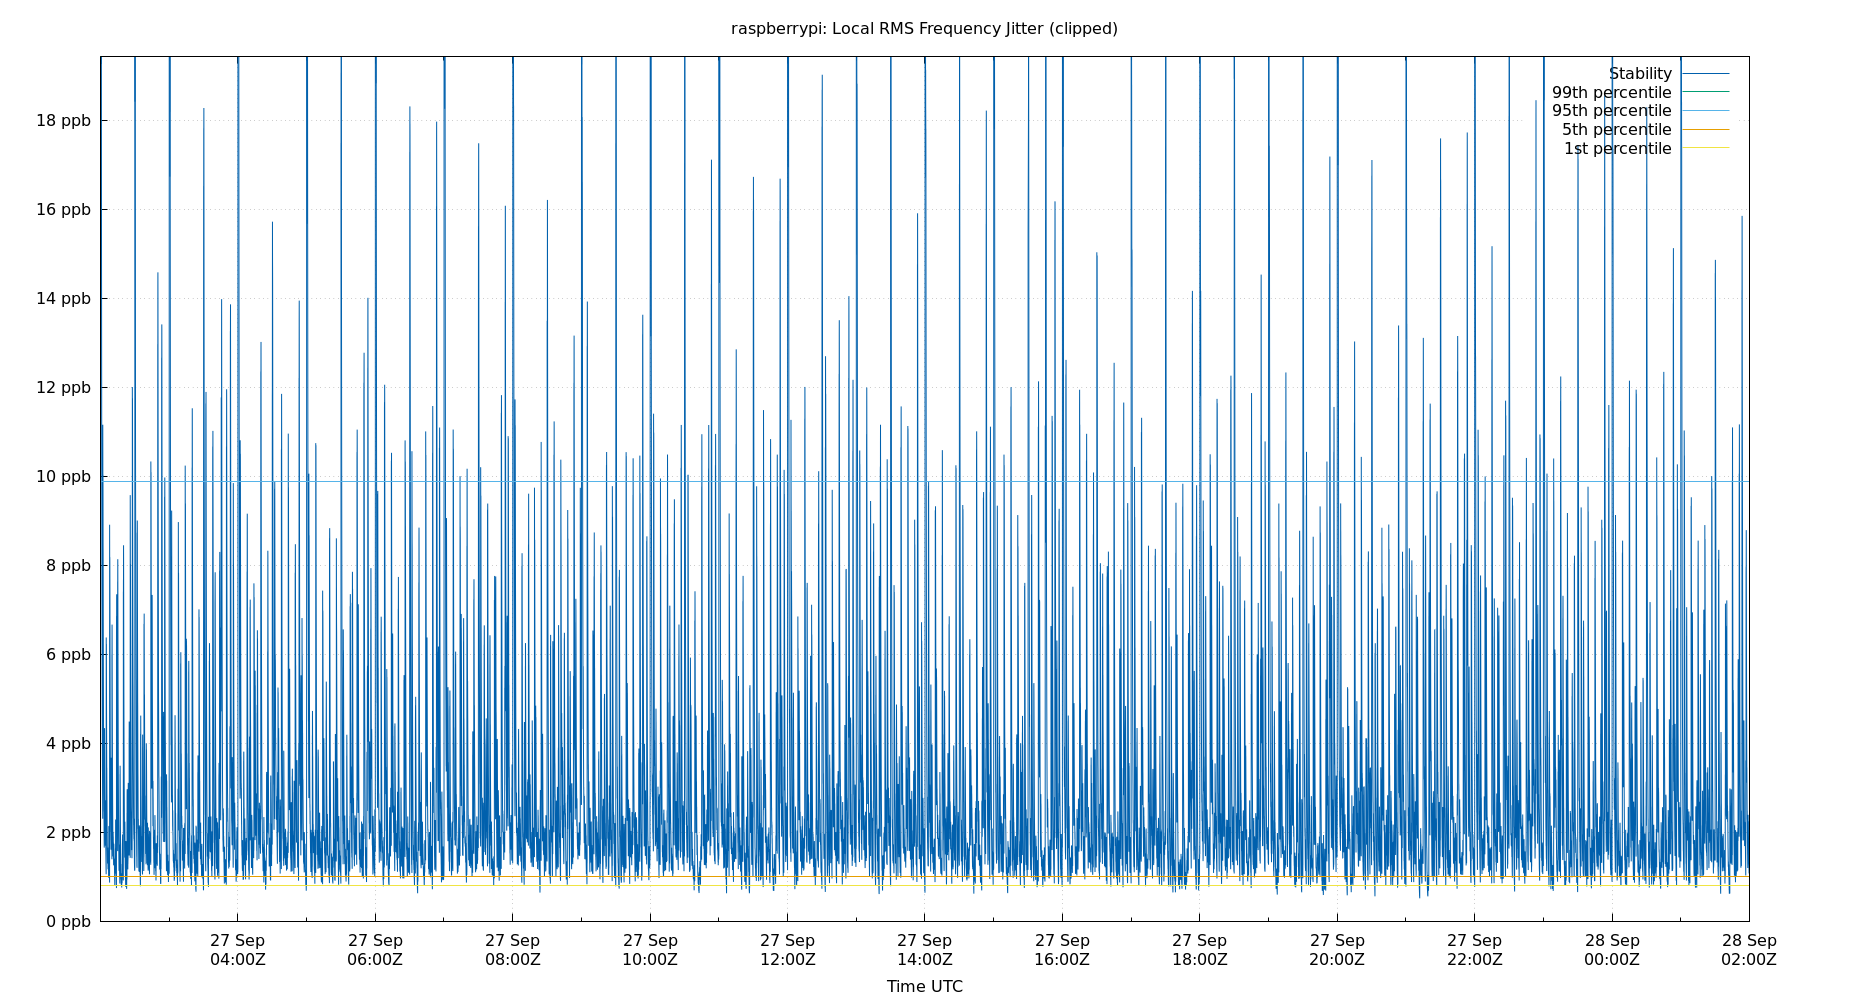 raspberrypi: Local RMS Frequency Jitter (clipped)
Stability
99th percentile
95th percentile
5th percentile
1st percentile
18 ppb
16 ppb
14 ppb
12 ppb
10 ppb
8 ppb
6 ppb
4 ppb
2 ppb
0 ppb
27 Sep 27 Sep 27 Sep 27 Sep 27 Sep 27 Sep 27 Sep 27 Sep 27 Sep 27 Sep 28 Sep 28 Sep
04:00Z 06:00Z 08:00Z 10:00Z 12:00Z 14:00Z 16:00Z 18:00Z 20:00Z 22:00Z 00:00Z 02:00Z
Time UTC